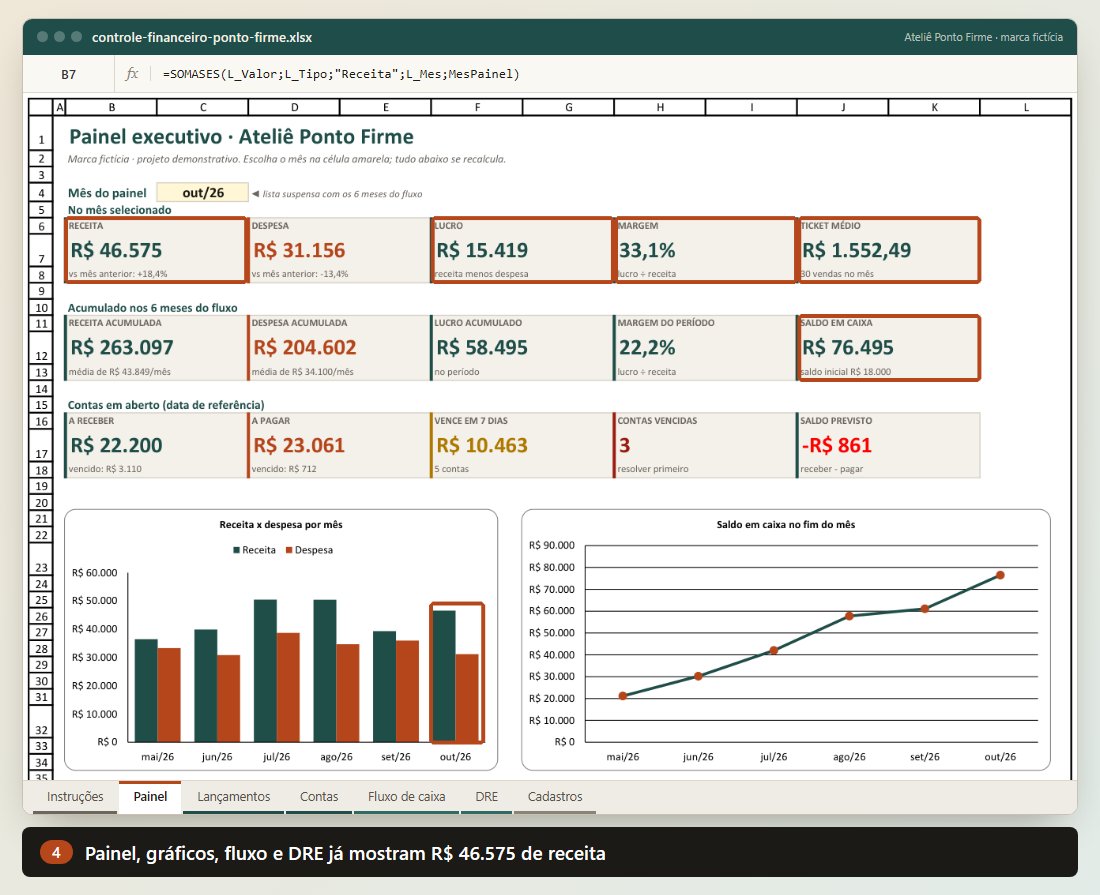 controle-financeiro-ponto-firme.xlsx
Ateliê Ponto Firme · marca fictícia
B7
fx
=SOMASES(L_Valor;L_Tipo;"Receita";L_Mes;MesPainel)
A B C D E F G H I J K L
1
Painel executivo · Ateliê Ponto Firme
2
Marca fictícia · projeto demonstrativo. Escolha o mês na célula amarela; tudo abaixo se recalcula.
3
4
Mês do painel
out/26
◄ lista suspensa com os 6 meses do fluxo
5
No mês selecionado
6
RECEITA
DESPESA
LUCRO
MARGEM
TICKET MÉDIO
7
R$ 46.575
R$ 31.156
R$ 15.419
33,1%
R$ 1.552,49
8
vs mês anterior: +18,4%
vs mês anterior: -13,4%
receita menos despesa
lucro ÷ receita
30 vendas no mês
9
10
Acumulado nos 6 meses do fluxo
11
RECEITA ACUMULADA
DESPESA ACUMULADA
LUCRO ACUMULADO
MARGEM DO PERÍODO
SALDO EM CAIXA
12
R$ 263.097
R$ 204.602
R$ 58.495
22,2%
R$ 76.495
13
média de R$ 43.849/mês
média de R$ 34.100/mês
no período
lucro ÷ receita
saldo inicial R$ 18.000
14
15
Contas em aberto (data de referência)
16
A RECEBER
A PAGAR
VENCE EM 7 DIAS
CONTAS VENCIDAS
SALDO PREVISTO
17
R$ 22.200
R$ 23.061
R$ 10.463
3
-R$ 861
18
vencido: R$ 3.110
vencido: R$ 712
5 contas
resolver primeiro
receber - pagar
19
20
21
22
23
24
25
26
27
28
29
30
31
32
33
34
35
Receita x despesa por mês
Receita
Despesa
R$ 60.000
R$ 50.000
R$ 40.000
R$ 30.000
R$ 20.000
R$ 10.000
R$ 0
mai/26 jun/26 jul/26 ago/26 set/26 out/26
Saldo em caixa no fim do mês
R$ 90.000
R$ 80.000
R$ 70.000
R$ 60.000
R$ 50.000
R$ 40.000
R$ 30.000
R$ 20.000
R$ 10.000
R$ 0
mai/26 jun/26 jul/26 ago/26 set/26 out/26
Instruções
Painel
Lançamentos
Contas
Fluxo de caixa
DRE
Cadastros
4
Painel, gráficos, fluxo e DRE já mostram R$ 46.575 de receita